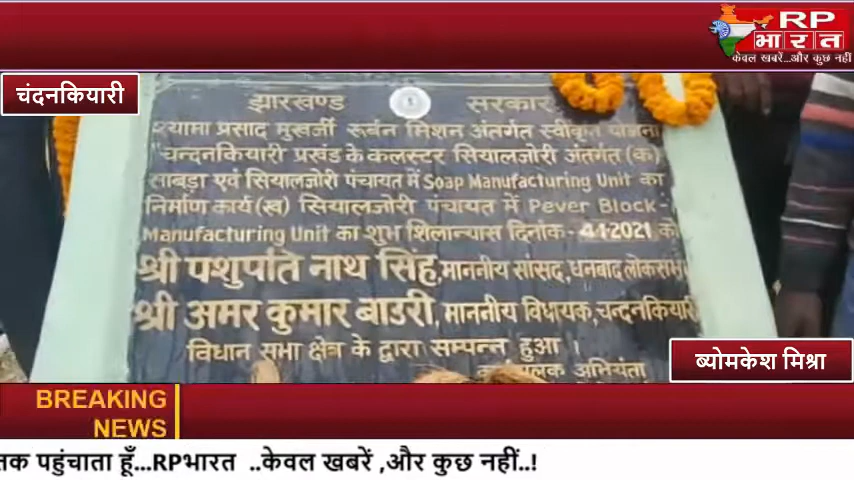 RP
भारत
केवल खबरें...और कुछ नहीं
चंदनकियारी
झारखण्ड सरकार
श्यामा प्रसाद मुखर्जी रूर्बन मिशन अंतर्गत स्वीकृत योजना
"चन्दनकियारी प्रखंड के कलस्टर सियालजोरी अंतर्गत (क)
साबड़ा एवं सियालजोरी पंचायत में Soap Manufacturing Unit का
निर्माण कार्य (ख) सियालजोरी पंचायत में Pever Block-
Manufacturing Unit का शुभ शिलान्यास दिनांक - 4.1.2021 को
श्री पशुपति नाथ सिंह, माननीय सांसद, धनबाद लोकसभा
श्री अमर कुमार बाउरी, माननीय विधायक, चन्दनकियारी
विधान सभा क्षेत्र के द्वारा सम्पन्न हुआ ।
अभियंता
ब्योमकेश मिश्रा
BREAKING
NEWS
तक पहुंचाता हूँ...RPभारत ..केवल खबरें ,और कुछ नहीं..!